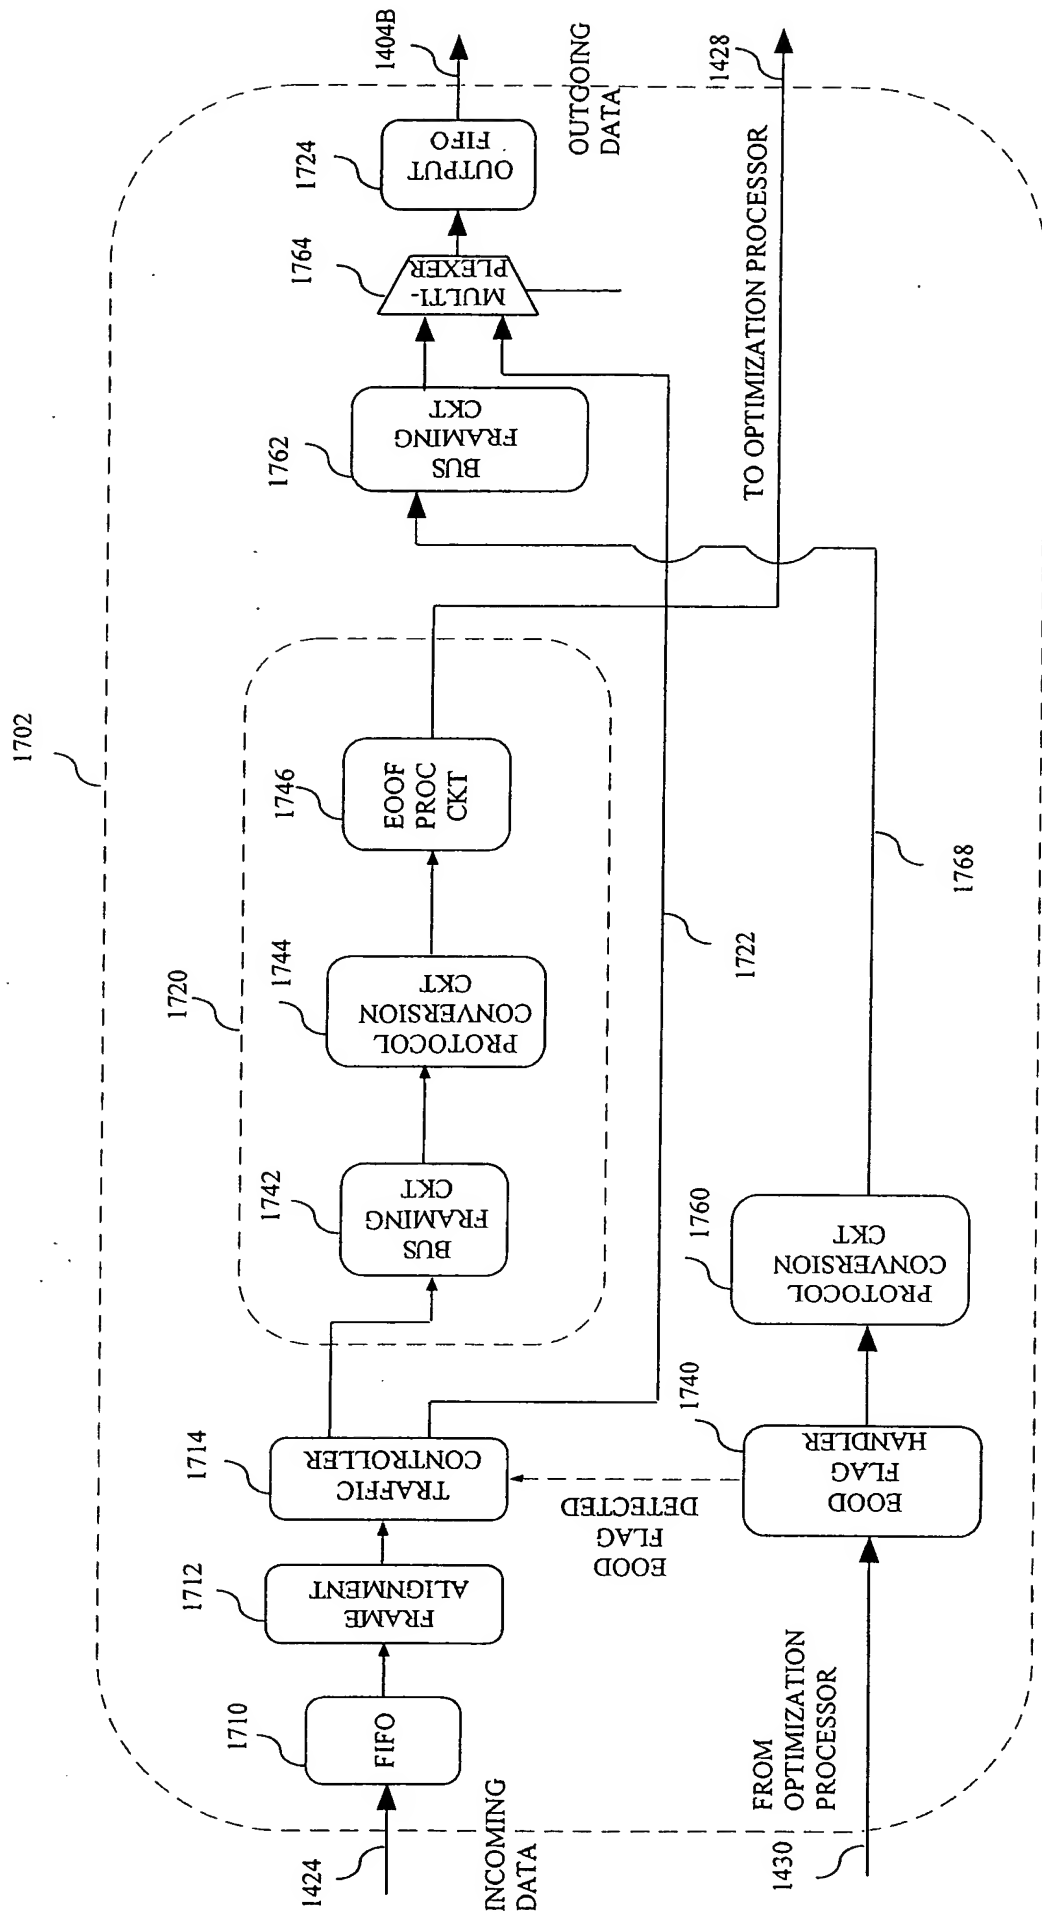 1702
1424
INCOMING
DATA
1710
FIFO
1712
FRAME
ALIGNMENT
1714
TRAFFIC
CONTROLLER
1720
1742
BUS
FRAMING
CKT
1744
PROTOCOL
CONVERSION
CKT
1746
EOOF
PROC
CKT
1762
BUS
FRAMING
CKT
1764
MULTI-
PLEXER
1724
OUTPUT
FIFO
1404B
OUTGOING
DATA
1722
EOOD
FLAG
DETECTED
FROM
OPTIMIZATION
PROCESSOR
1430
1740
EOOD
FLAG
HANDLER
1760
PROTOCOL
CONVERSION
CKT
1768
TO OPTIMIZATION PROCESSOR
1428